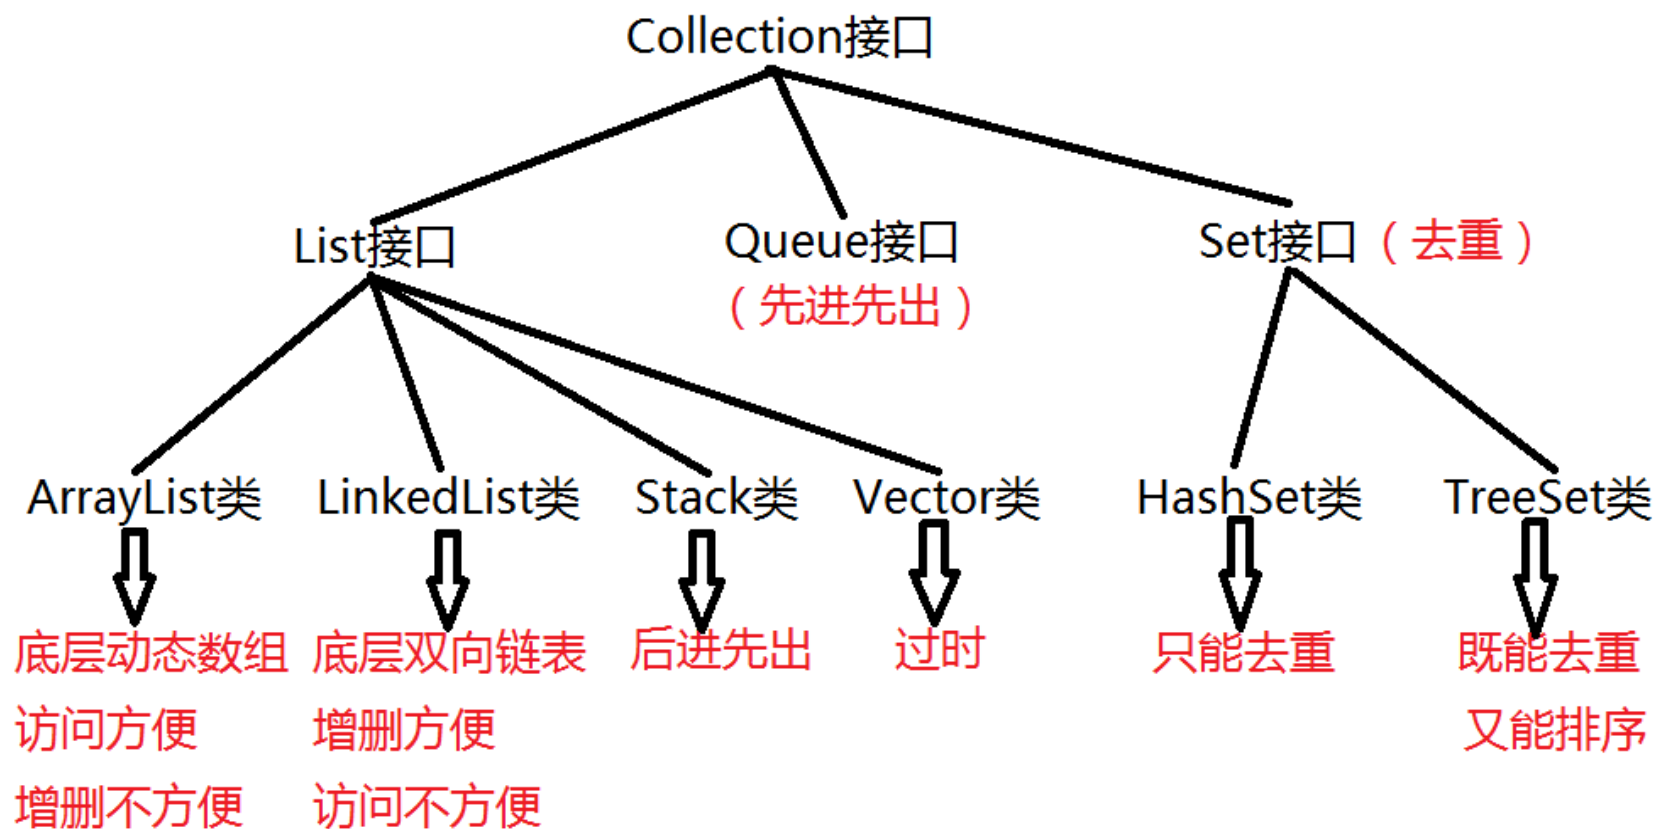 Collection接口
List接口
Queue接口
（先进先出）
Set接口（去重）
ArrayList类
LinkedList类
Stack类
Vector类
HashSet类
TreeSet类
底层动态数组
访问方便
增删不方便
底层双向链表
增删方便
访问不方便
后进先出
过时
只能去重
既能去重
又能排序